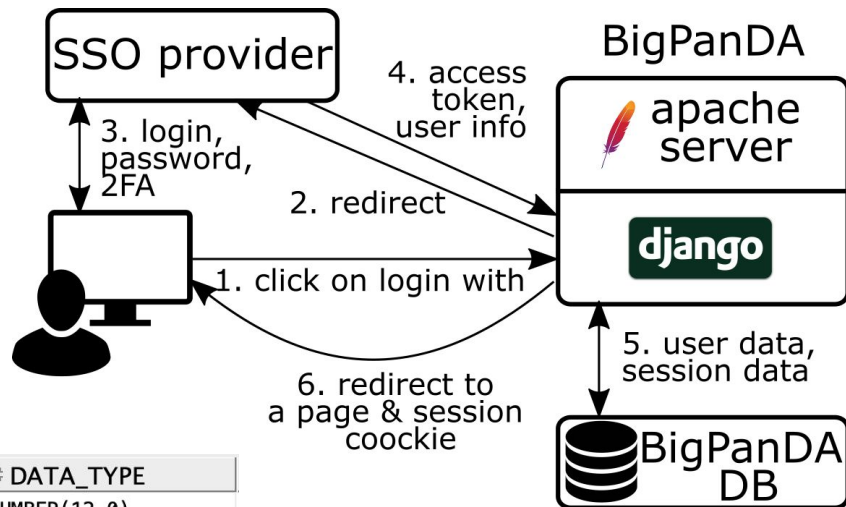 SSO provider
BigPanDA
4. access
token,
user info
apache
server
3. login,
password,
2FA
2. redirect
django
1. click on login with
5. user data,
session data
6. redirect to
a page & session
coockie
BigPanDA
DB
DATA_TYPE